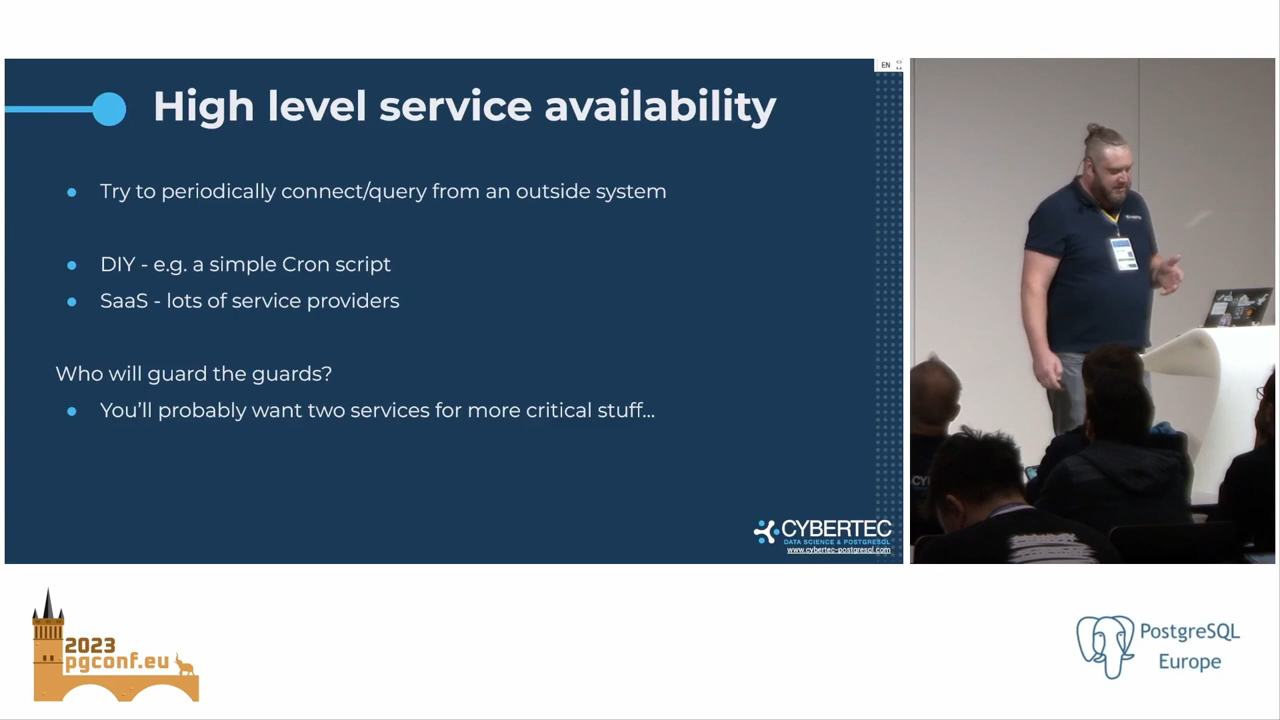 EN
High level service availability
Try to periodically connect/query from an outside system
DIY - e.g. a simple Cron script
SaaS - lots of service providers
Who will guard the guards?
You'll probably want two services for more critical stuff...
CYBERTEC
DATA SCIENCE & POSTGRESQL
www.cybertec-postgresql.com
2023
pgconf.eu
PostgreSQL
Europe